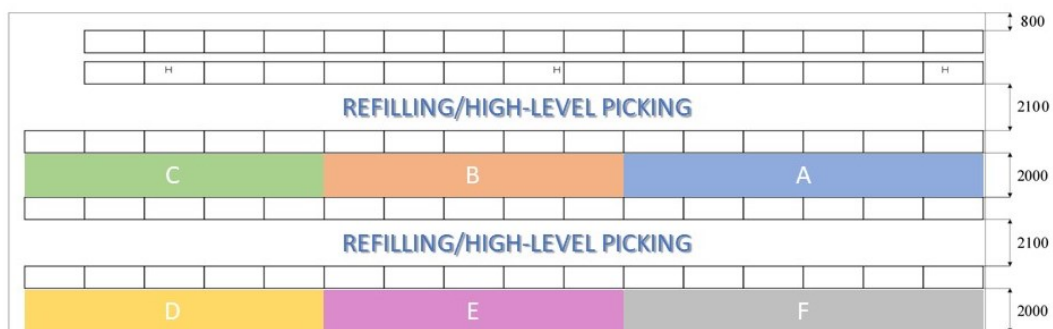 800
H H H
REFILLING/HIGH-LEVEL PICKING
2100
C B A
2000
REFILLING/HIGH-LEVEL PICKING
2100
D E F
2000